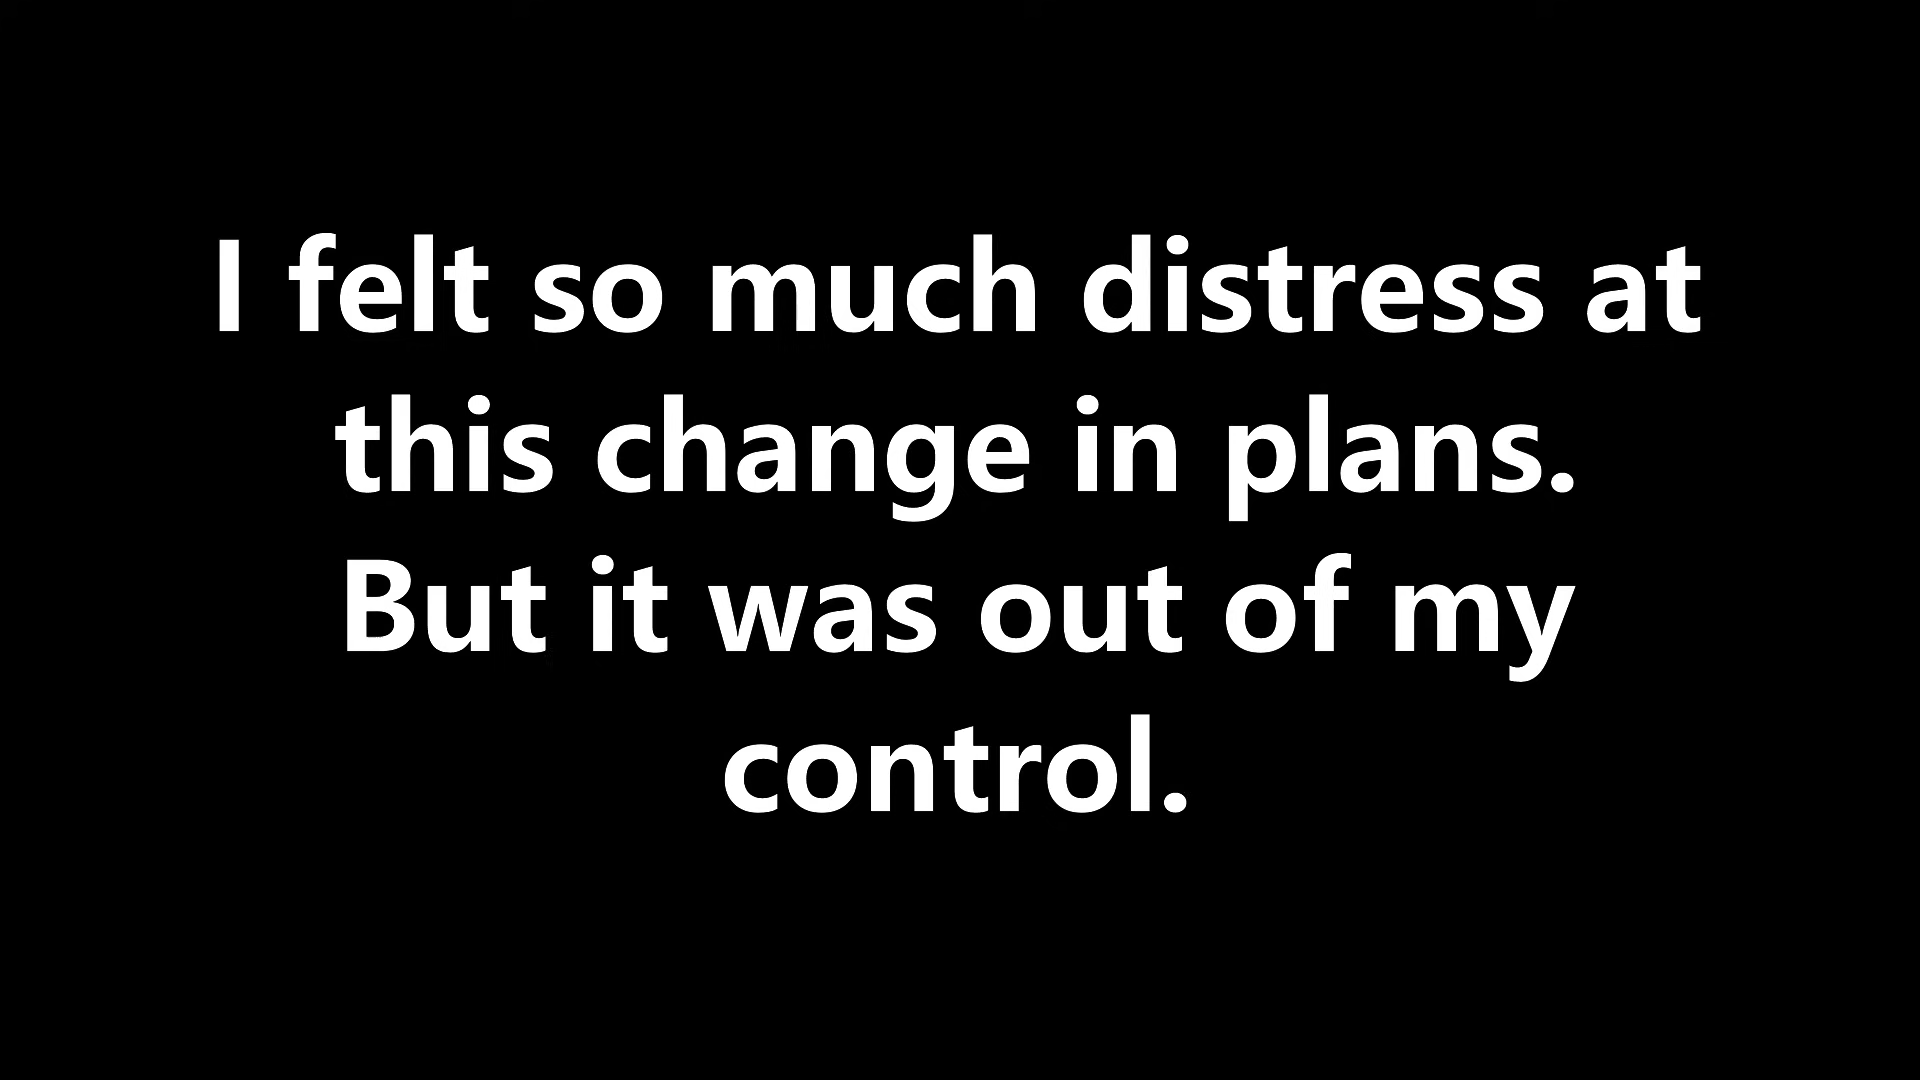 I felt so much distress at
this change in plans.
But it was out of my
control.